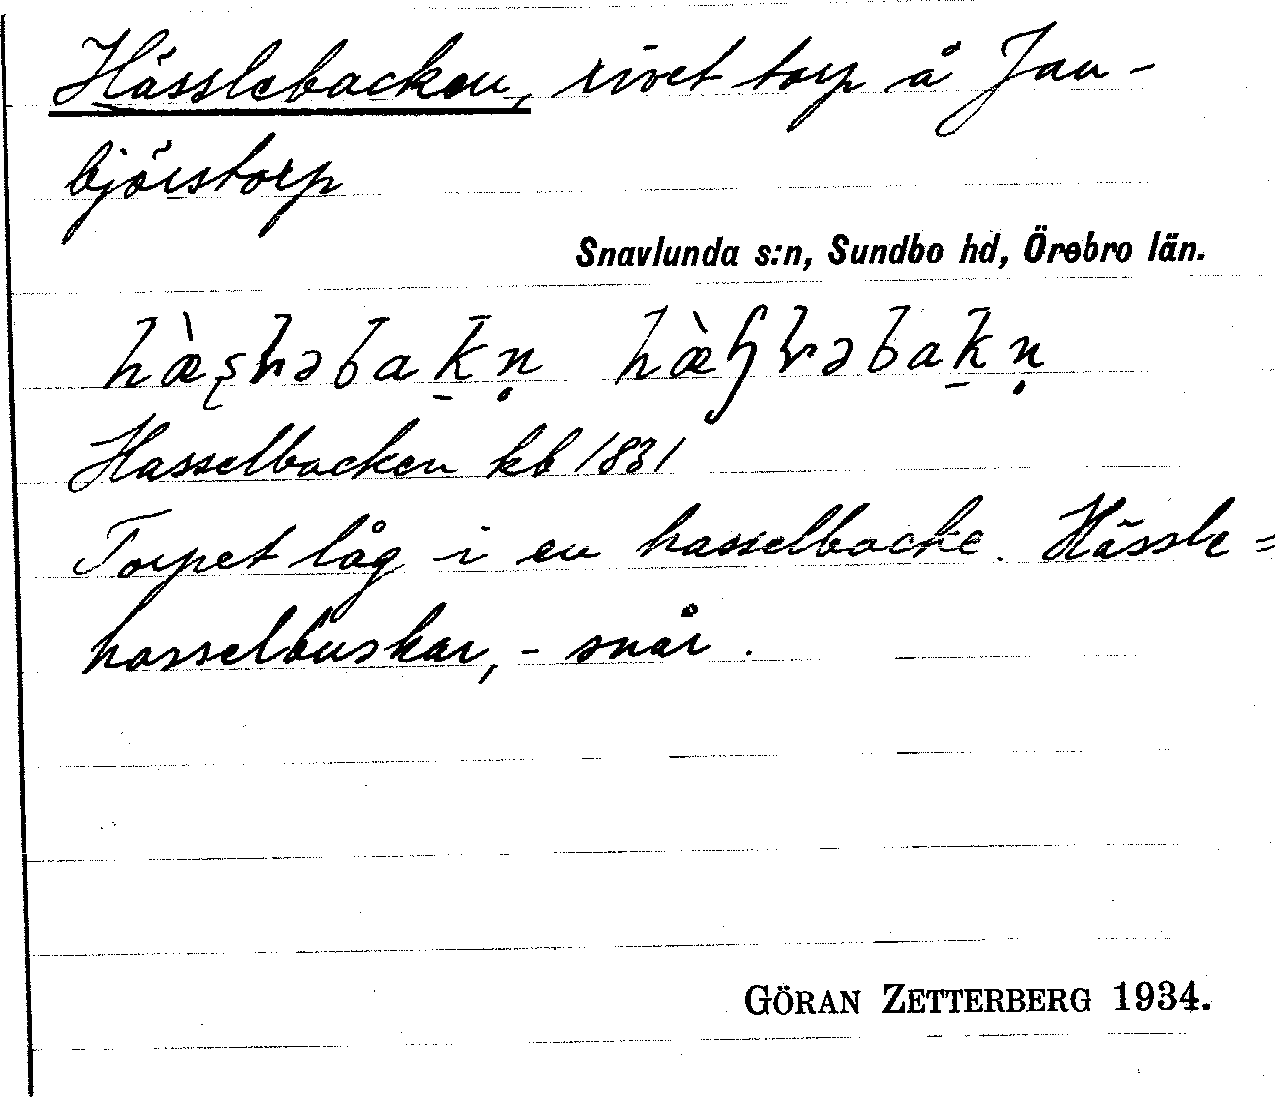 Hässlebacken, rivet torp å Jan-
björstorp
Snavlunda s:n, Sundbo hd, Örebro län.
Hasselbacken kb 1831
Torpet låg i en hasselbacke. Hässle =
hasselbuskar, - snår.
GÖRAN ZETTERBERG 1934.